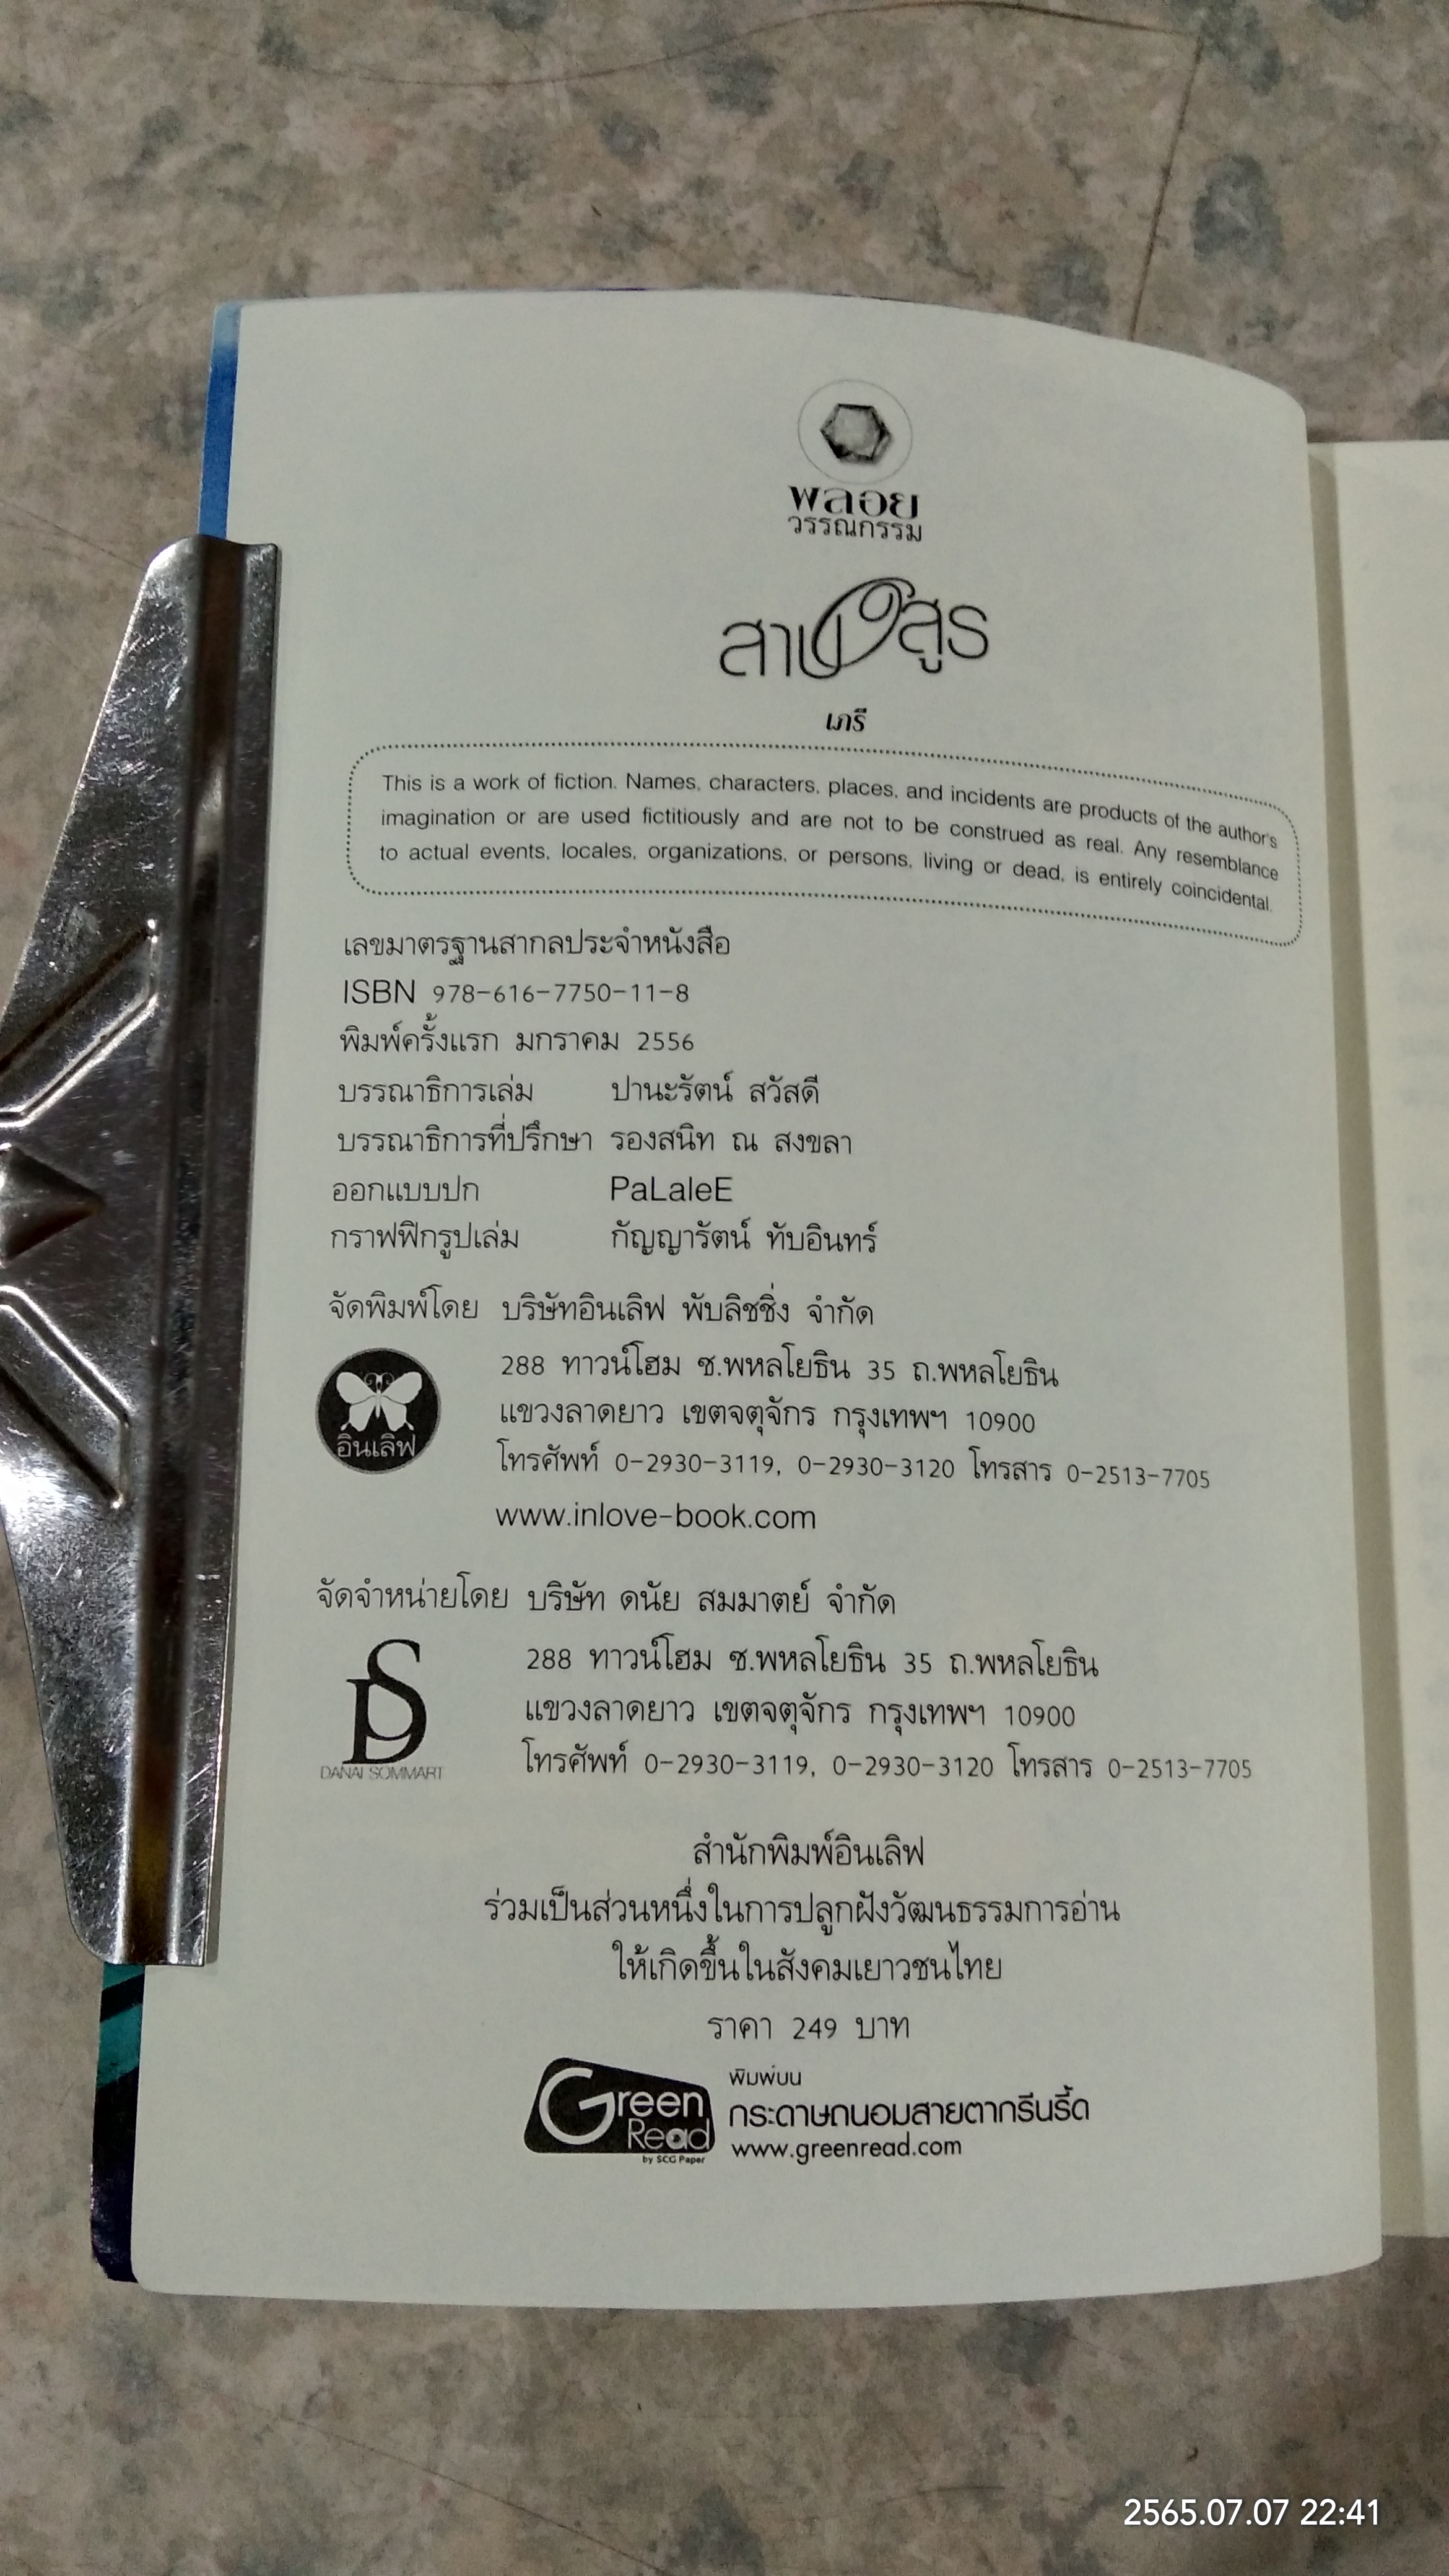 พลอย
วรรณกรรม
สาปอสูร
เภรี
This is a work of fiction. Names, characters, places, and incidents are products of the author's
imagination or are used fictitiously and are not to be construed as real. Any resemblance
to actual events, locales, organizations, or persons, living or dead, is entirely coincidental.
เลขมาตรฐานสากลประจำหนังสือ
ISBN 978-616-7750-11-8
พิมพ์ครั้งแรก มกราคม 2556
บรรณาธิการเล่ม ปานะรัตน์ สวัสดี
บรรณาธิการที่ปรึกษา รองสนิท ณ สงขลา
ออกแบบปก PaLaleE
กราฟฟิกรูปเล่ม กัญญารัตน์ ทับอินทร์
จัดพิมพ์โดย บริษัทอินเลิฟ พับลิชชิ่ง จำกัด
288 ทาวน์โฮม ซ.พหลโยธิน 35 ถ.พหลโยธิน
แขวงลาดยาว เขตจตุจักร กรุงเทพฯ 10900
อินเลิฟ
โทรศัพท์ 0-2930-3119, 0-2930-3120 โทรสาร 0-2513-7705
www.inlove-book.com
จัดจำหน่ายโดย บริษัท ดนัย สมมาตย์ จำกัด
DS
288 ทาวน์โฮม ซ.พหลโยธิน 35 ถ.พหลโยธิน
แขวงลาดยาว เขตจตุจักร กรุงเทพฯ 10900
โทรศัพท์ 0-2930-3119, 0-2930-3120 โทรสาร 0-2513-7705
DANAI SOMMART
สำนักพิมพ์อินเลิฟ
ร่วมเป็นส่วนหนึ่งในการปลูกฝังวัฒนธรรมการอ่าน
ให้เกิดขึ้นในสังคมเยาวชนไทย
ราคา 249 บาท
Green
Read
by SCG Paper
พิมพ์บน
กระดาษถนอมสายตากรีนรี้ด
www.greenread.com
2565.07.07 22:41